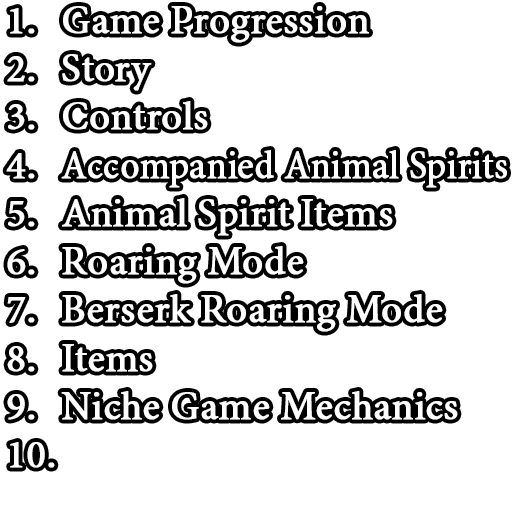 1. Game Progression
2. Story
3. Controls
4. Accompanied Animal Spirits
5. Animal Spirit Items
6. Roaring Mode
7. Berserk Roaring Mode
8. Items
9. Niche Game Mechanics
10.